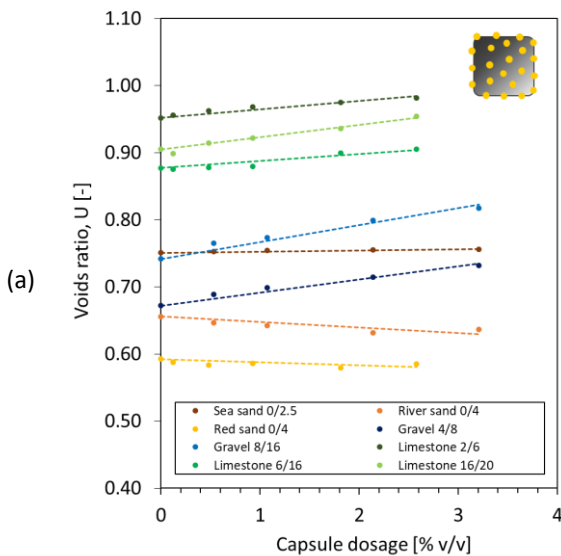 1.10
1.00
0.90
0.80
0.70
0.60
0.50
0.40
Voids ratio, U [-]
(a)
Sea sand 0/2.5 River sand 0/4
Red sand 0/4 Gravel 4/8
Gravel 8/16 Limestone 2/6
Limestone 6/16 Limestone 16/20
0 1 2 3 4
Capsule dosage [% v/v]